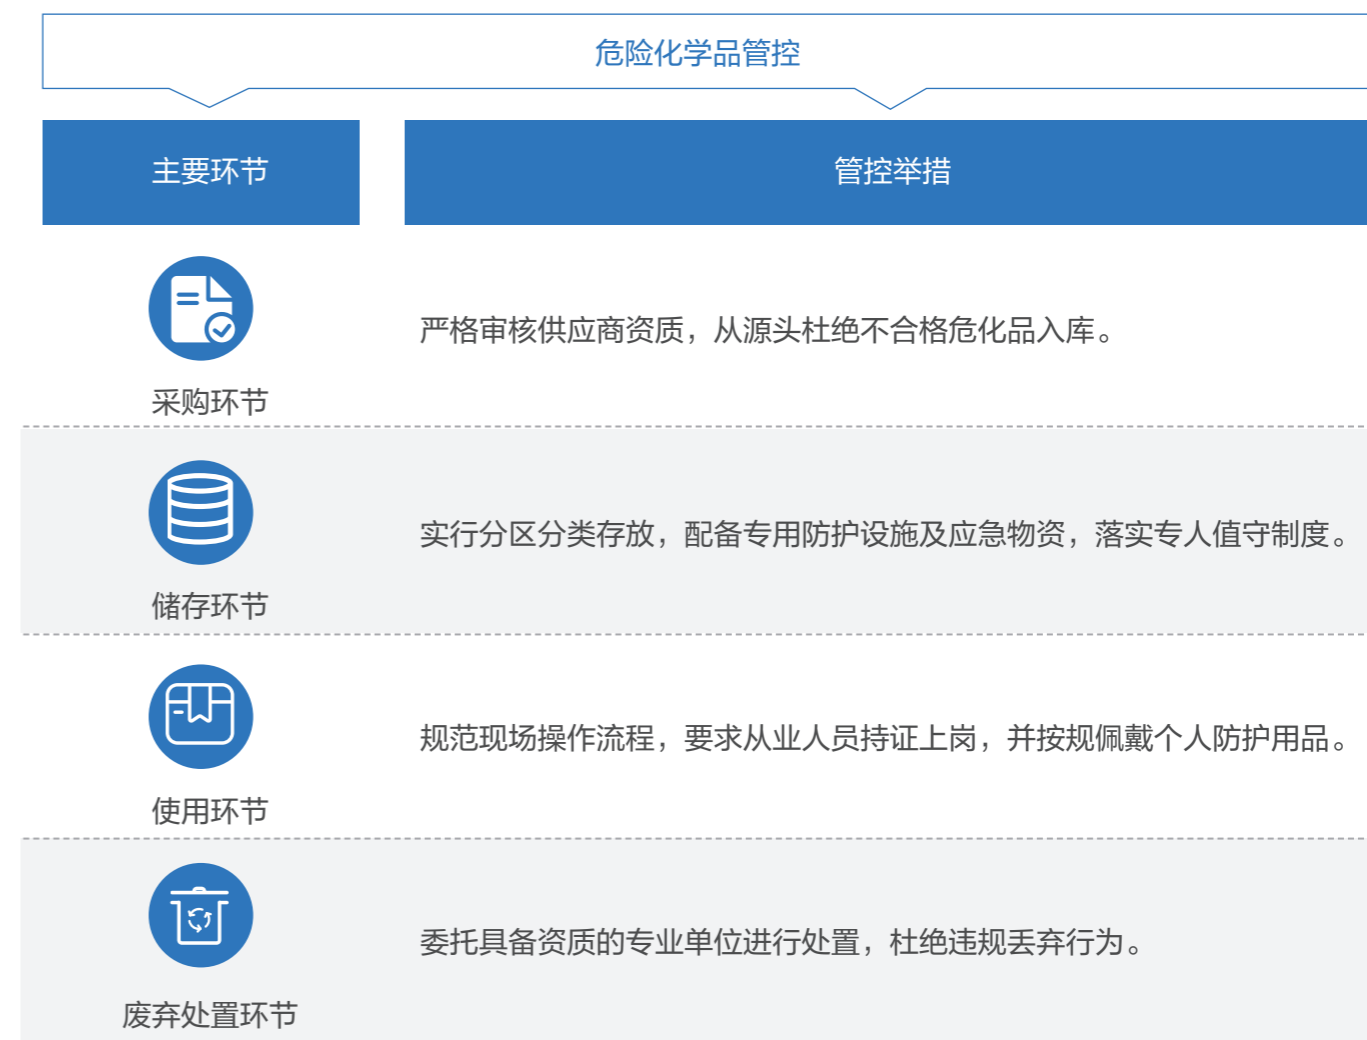 危险化学品管控
主要环节
管控举措
严格审核供应商资质，从源头杜绝不合格危化品入库。
采购环节
实行分区分类存放，配备专用防护设施及应急物资，落实专人值守制度。
储存环节
规范现场操作流程，要求从业人员持证上岗，并按规佩戴个人防护用品。
使用环节
委托具备资质的专业单位进行处置，杜绝违规丢弃行为。
废弃处置环节